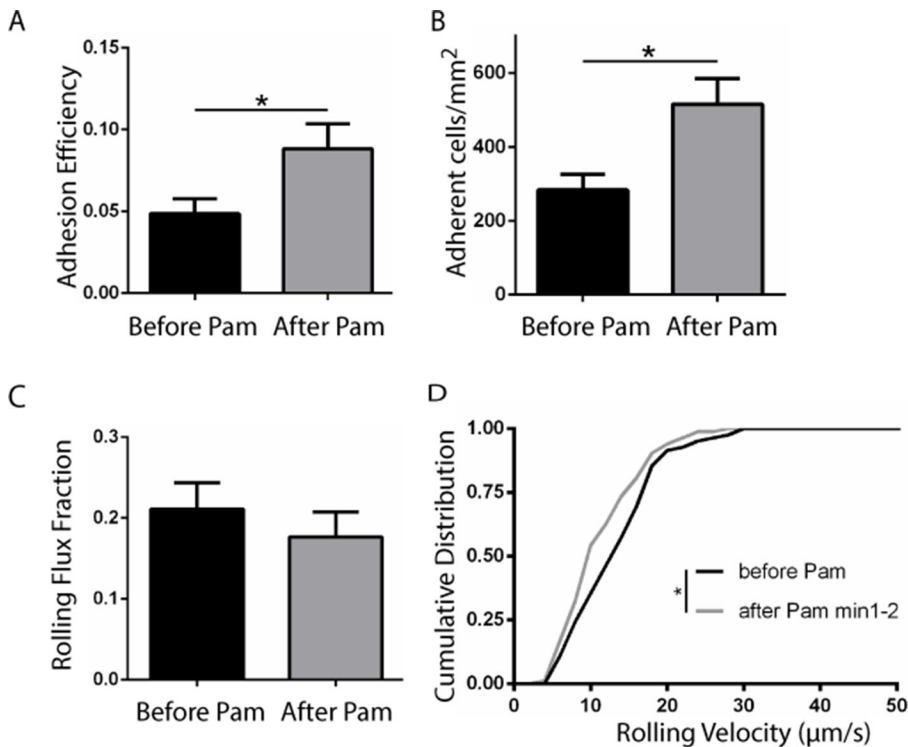 A
0.15
0.10
0.05
0.00
Adhesion Efficiency
*
Before Pam After Pam
B
600
400
200
0
Adherent cells/mm²
*
Before Pam After Pam
C
0.3
0.2
0.1
0.0
Rolling Flux Fraction
Before Pam After Pam
D
1.00
0.75
0.50
0.25
0.00
Cumulative Distribution
before Pam
*
after Pam min1-2
0 10 20 30 40 50
Rolling Velocity (µm/s)